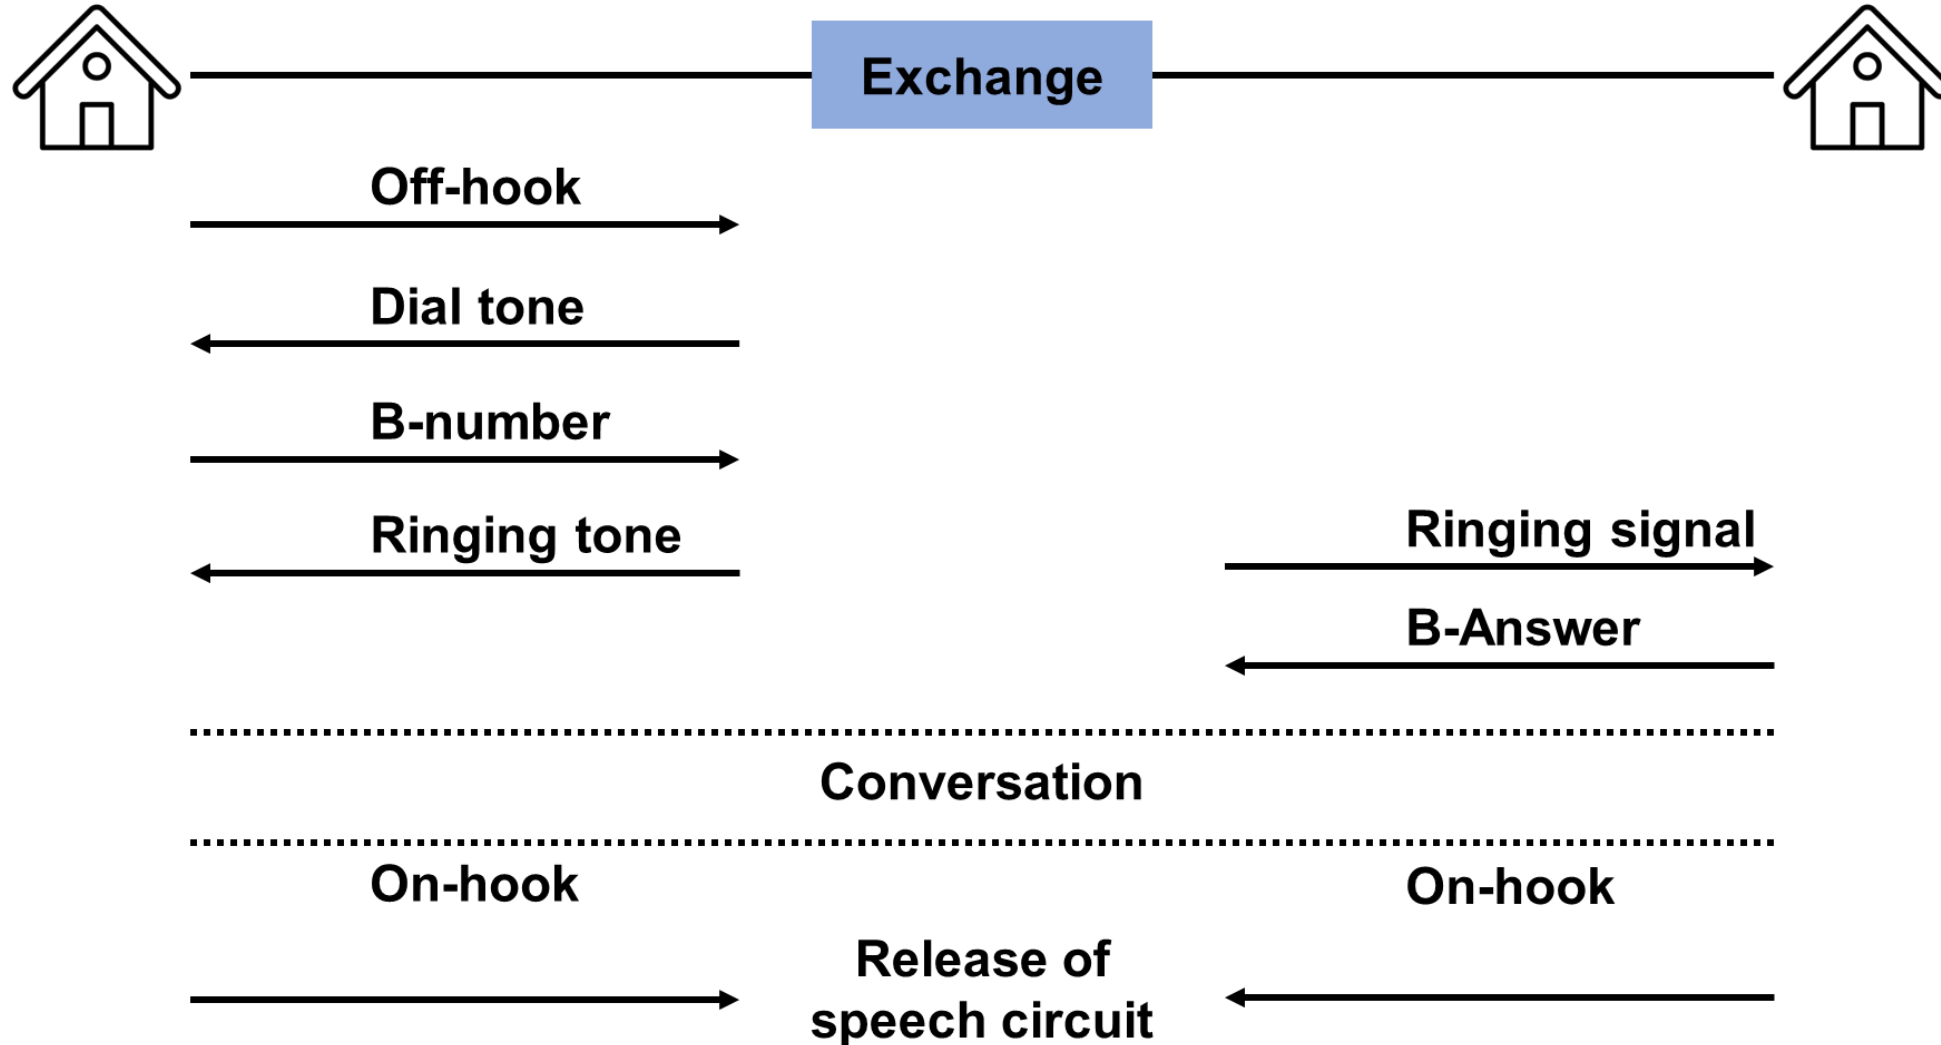 Exchange
Off-hook
Dial tone
B-number
Ringing tone
Ringing signal
B-Answer
Conversation
On-hook
On-hook
Release of
speech circuit